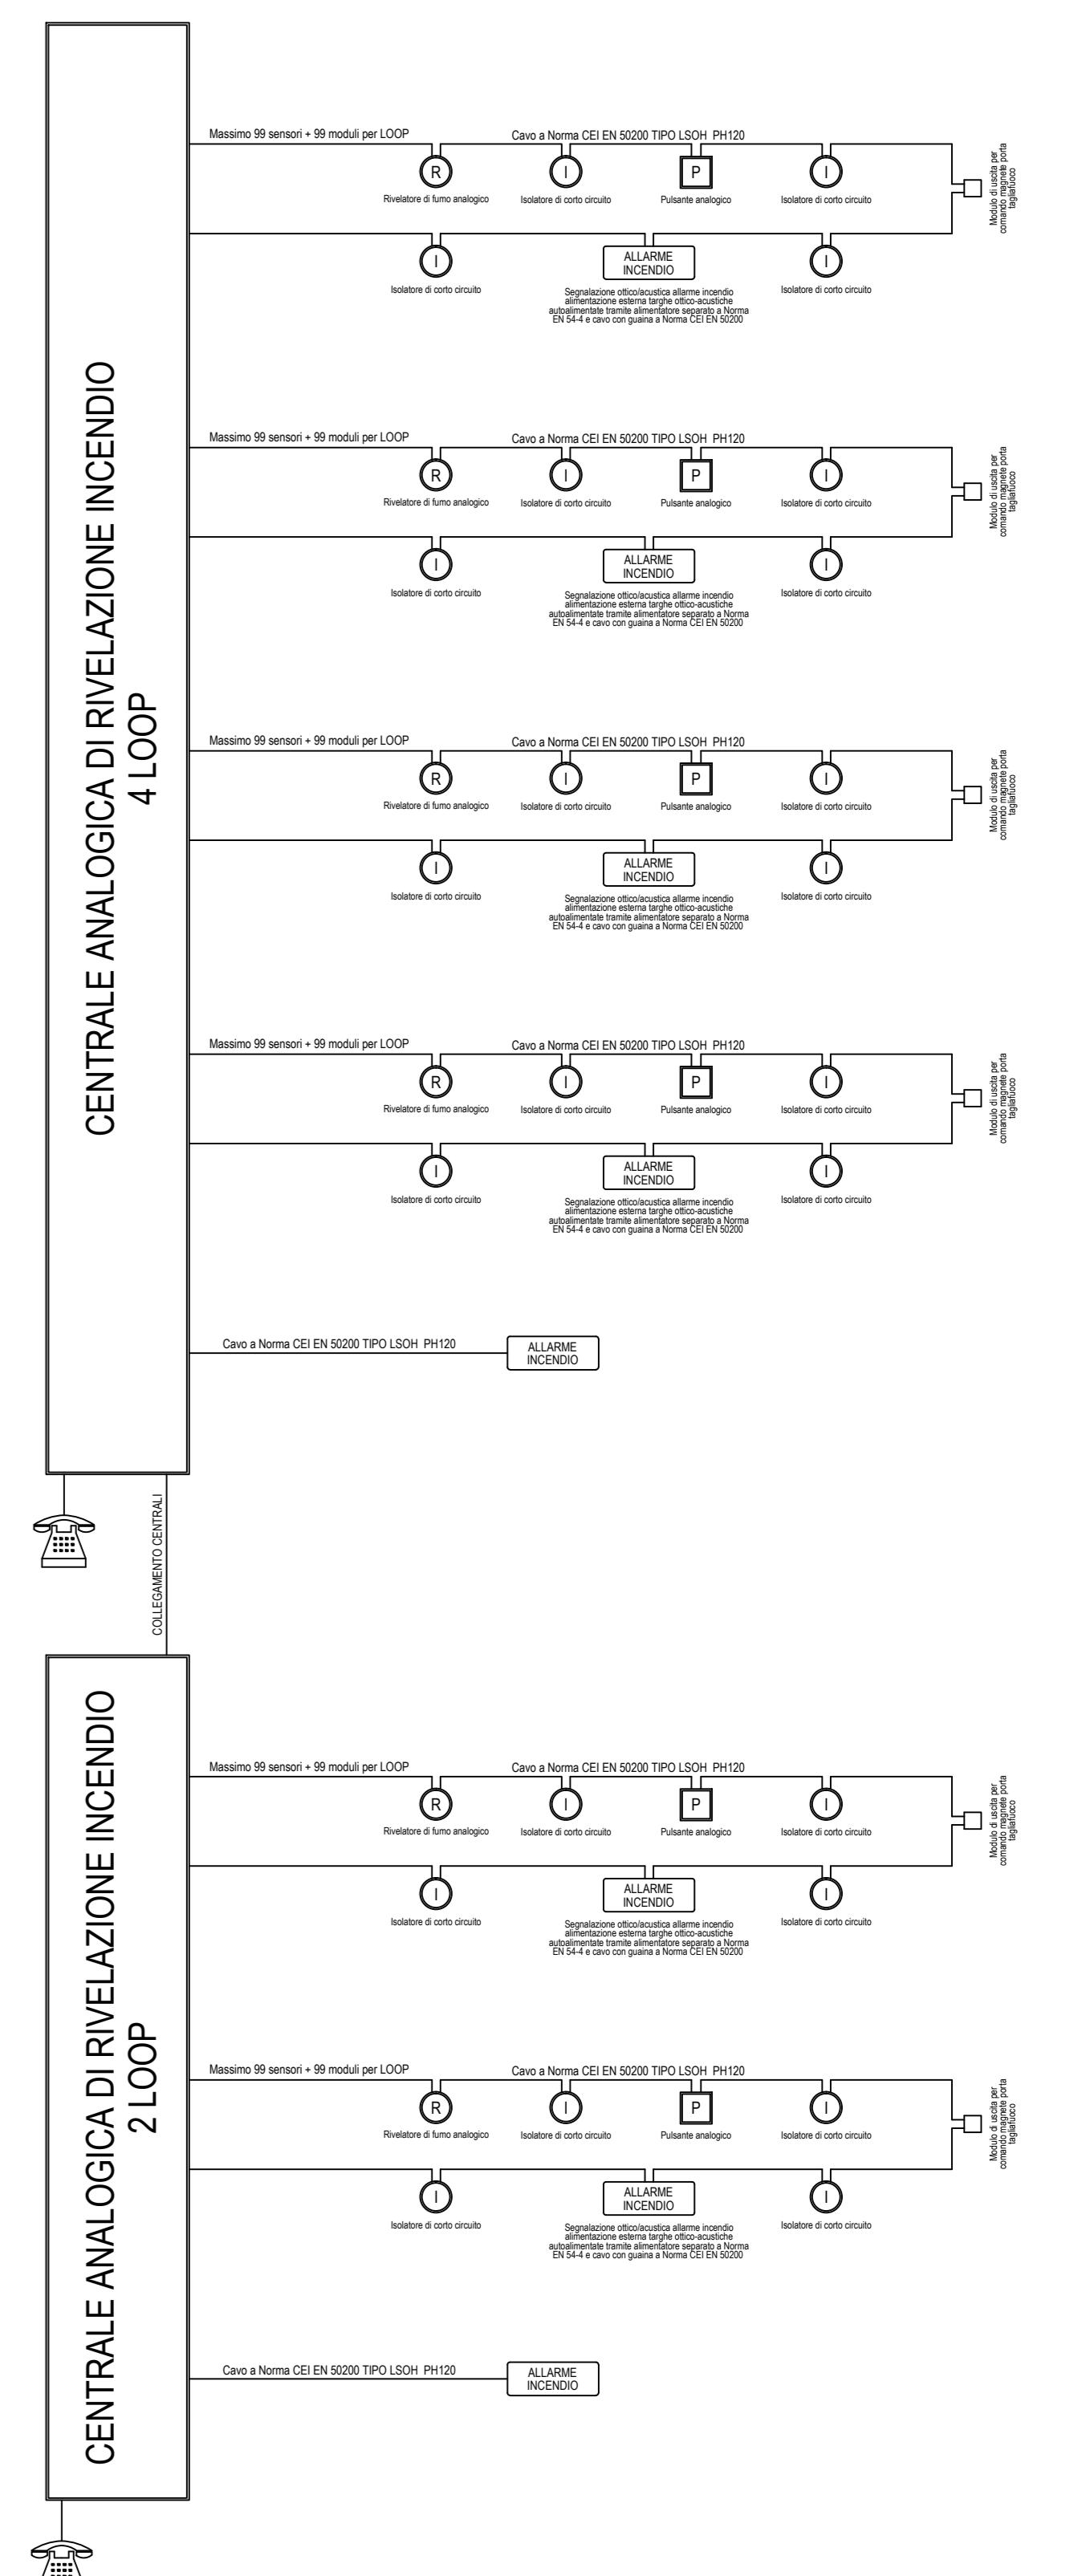 CENTRALE ANALOGICA DI RIVELAZIONE INCENDIO
4 LOOP
Massimo 99 sensori + 99 moduli per LOOP
Cavo a Norma CEI EN 50200 TIPO LSOH PH120
R
I
P
I
Rivelatore di fumo analogico
Isolatore di corto circuito
Pulsante analogico
Isolatore di corto circuito
Modulo di uscita per
comando magnete porta
tagliafuoco
I
ALLARME
INCENDIO
I
Isolatore di corto circuito
Segnalazione ottico/acustica allarme incendio
alimentazione esterna targhe ottico-acustiche
autoalimentate tramite alimentatore separato a Norma
EN 54-4 e cavo con guaina a Norma CEI EN 50200
Isolatore di corto circuito
Massimo 99 sensori + 99 moduli per LOOP
Cavo a Norma CEI EN 50200 TIPO LSOH PH120
R
I
P
I
Rivelatore di fumo analogico
Isolatore di corto circuito
Pulsante analogico
Isolatore di corto circuito
Modulo di uscita per
comando magnete porta
tagliafuoco
I
ALLARME
INCENDIO
I
Isolatore di corto circuito
Segnalazione ottico/acustica allarme incendio
alimentazione esterna targhe ottico-acustiche
autoalimentate tramite alimentatore separato a Norma
EN 54-4 e cavo con guaina a Norma CEI EN 50200
Isolatore di corto circuito
Massimo 99 sensori + 99 moduli per LOOP
Cavo a Norma CEI EN 50200 TIPO LSOH PH120
R
I
P
I
Rivelatore di fumo analogico
Isolatore di corto circuito
Pulsante analogico
Isolatore di corto circuito
Modulo di uscita per
comando magnete porta
tagliafuoco
I
ALLARME
INCENDIO
I
Isolatore di corto circuito
Segnalazione ottico/acustica allarme incendio
alimentazione esterna targhe ottico-acustiche
autoalimentate tramite alimentatore separato a Norma
EN 54-4 e cavo con guaina a Norma CEI EN 50200
Isolatore di corto circuito
Massimo 99 sensori + 99 moduli per LOOP
Cavo a Norma CEI EN 50200 TIPO LSOH PH120
R
I
P
I
Rivelatore di fumo analogico
Isolatore di corto circuito
Pulsante analogico
Isolatore di corto circuito
Modulo di uscita per
comando magnete porta
tagliafuoco
I
ALLARME
INCENDIO
I
Isolatore di corto circuito
Segnalazione ottico/acustica allarme incendio
alimentazione esterna targhe ottico-acustiche
autoalimentate tramite alimentatore separato a Norma
EN 54-4 e cavo con guaina a Norma CEI EN 50200
Isolatore di corto circuito
Cavo a Norma CEI EN 50200 TIPO LSOH PH120
ALLARME
INCENDIO
COLLEGAMENTO CENTRALI
CENTRALE ANALOGICA DI RIVELAZIONE INCENDIO
2 LOOP
Massimo 99 sensori + 99 moduli per LOOP
Cavo a Norma CEI EN 50200 TIPO LSOH PH120
R
I
P
I
Rivelatore di fumo analogico
Isolatore di corto circuito
Pulsante analogico
Isolatore di corto circuito
Modulo di uscita per
comando magnete porta
tagliafuoco
I
ALLARME
INCENDIO
I
Isolatore di corto circuito
Segnalazione ottico/acustica allarme incendio
alimentazione esterna targhe ottico-acustiche
autoalimentate tramite alimentatore separato a Norma
EN 54-4 e cavo con guaina a Norma CEI EN 50200
Isolatore di corto circuito
Massimo 99 sensori + 99 moduli per LOOP
Cavo a Norma CEI EN 50200 TIPO LSOH PH120
R
I
P
I
Rivelatore di fumo analogico
Isolatore di corto circuito
Pulsante analogico
Isolatore di corto circuito
Modulo di uscita per
comando magnete porta
tagliafuoco
I
ALLARME
INCENDIO
I
Isolatore di corto circuito
Segnalazione ottico/acustica allarme incendio
alimentazione esterna targhe ottico-acustiche
autoalimentate tramite alimentatore separato a Norma
EN 54-4 e cavo con guaina a Norma CEI EN 50200
Isolatore di corto circuito
Cavo a Norma CEI EN 50200 TIPO LSOH PH120
ALLARME
INCENDIO